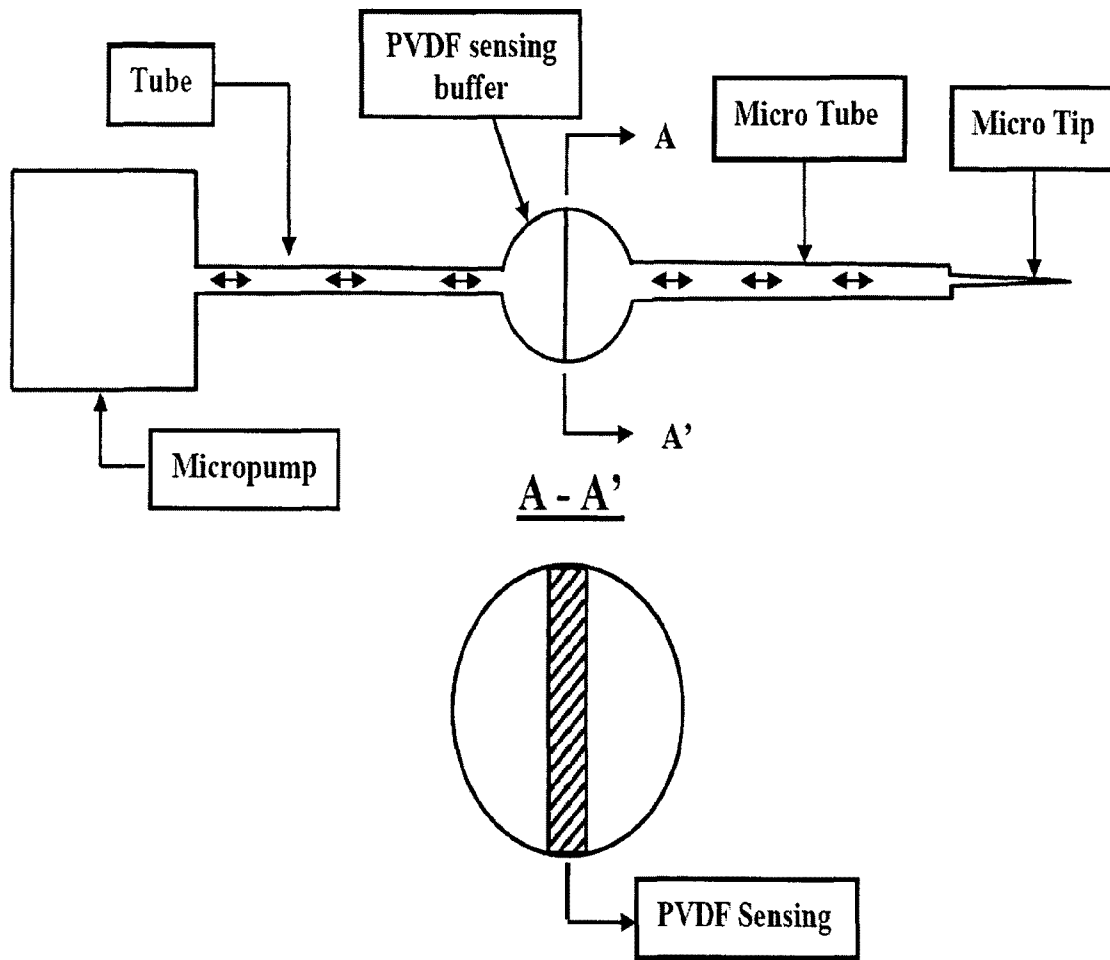 PVDF sensing
buffer
Tube
Micro Tube
Micro Tip
A
A’
Micropump
A - A’
PVDF Sensing